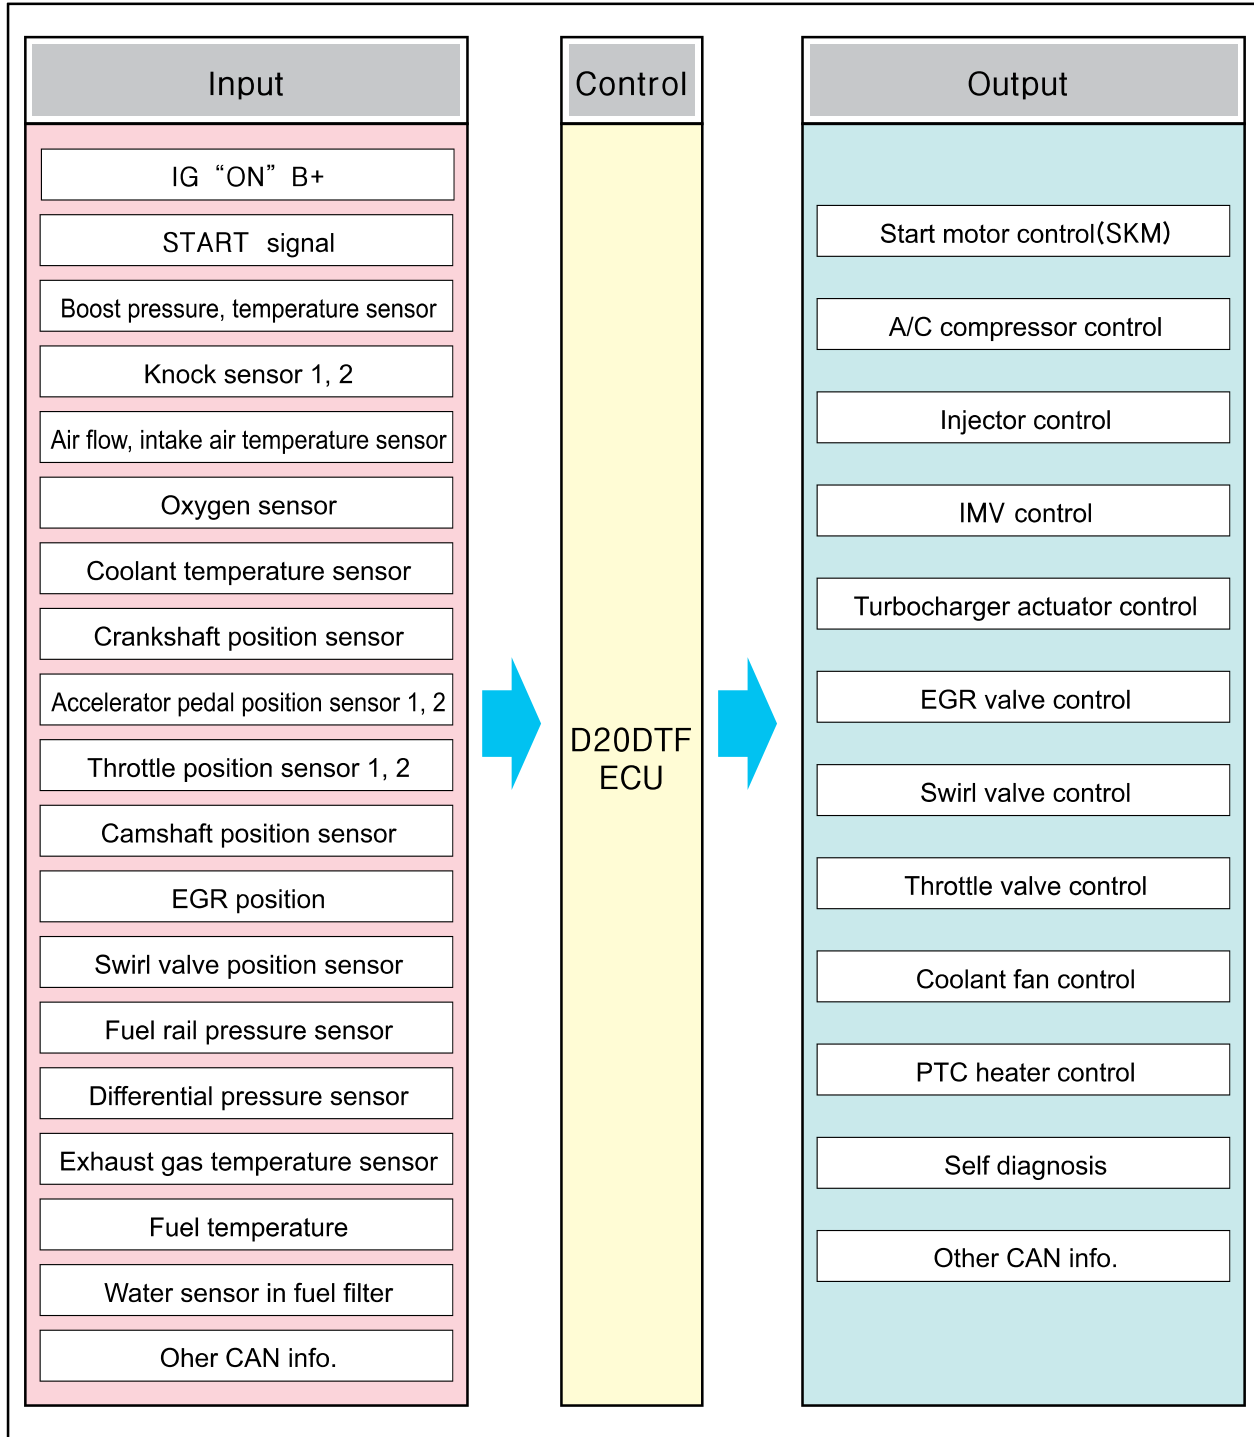 Input
IG “ON” B+
START signal
Boost pressure, temperature sensor
Knock sensor 1, 2
Air flow, intake air temperature sensor
Oxygen sensor
Coolant temperature sensor
Crankshaft position sensor
Accelerator pedal position sensor 1, 2
Throttle position sensor 1, 2
Camshaft position sensor
EGR position
Swirl valve position sensor
Fuel rail pressure sensor
Differential pressure sensor
Exhaust gas temperature sensor
Fuel temperature
Water sensor in fuel filter
Oher CAN info.
Control
D20DTF
ECU
Output
Start motor control(SKM)
A/C compressor control
Injector control
IMV control
Turbocharger actuator control
EGR valve control
Swirl valve control
Throttle valve control
Coolant fan control
PTC heater control
Self diagnosis
Other CAN info.